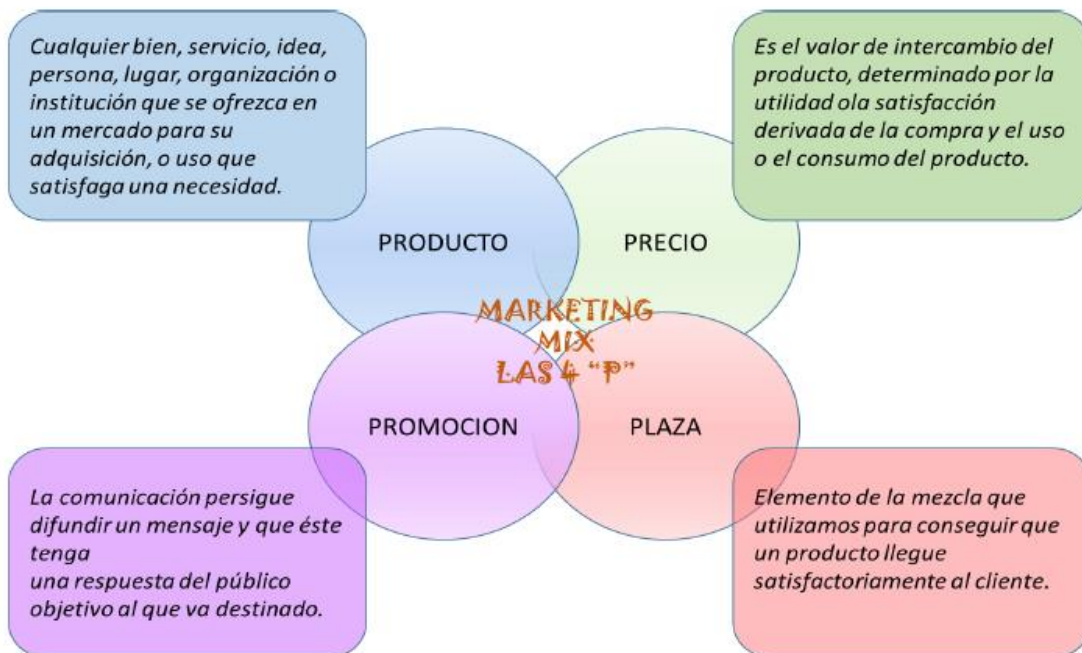 Cualquier bien, servicio, idea,
persona, lugar, organización o
institución que se ofrezca en
un mercado para su
adquisición, o uso que
satisfaga una necesidad.
Es el valor de intercambio del
producto, determinado por la
utilidad ola satisfacción
derivada de la compra y el uso
o el consumo del producto.
PRODUCTO
PRECIO
MARKETING
MIX
LAS 4 “P”
PROMOCION
PLAZA
La comunicación persigue
difundir un mensaje y que éste
tenga
una respuesta del público
objetivo al que va destinado.
Elemento de la mezcla que
utilizamos para conseguir que
un producto llegue
satisfactoriamente al cliente.